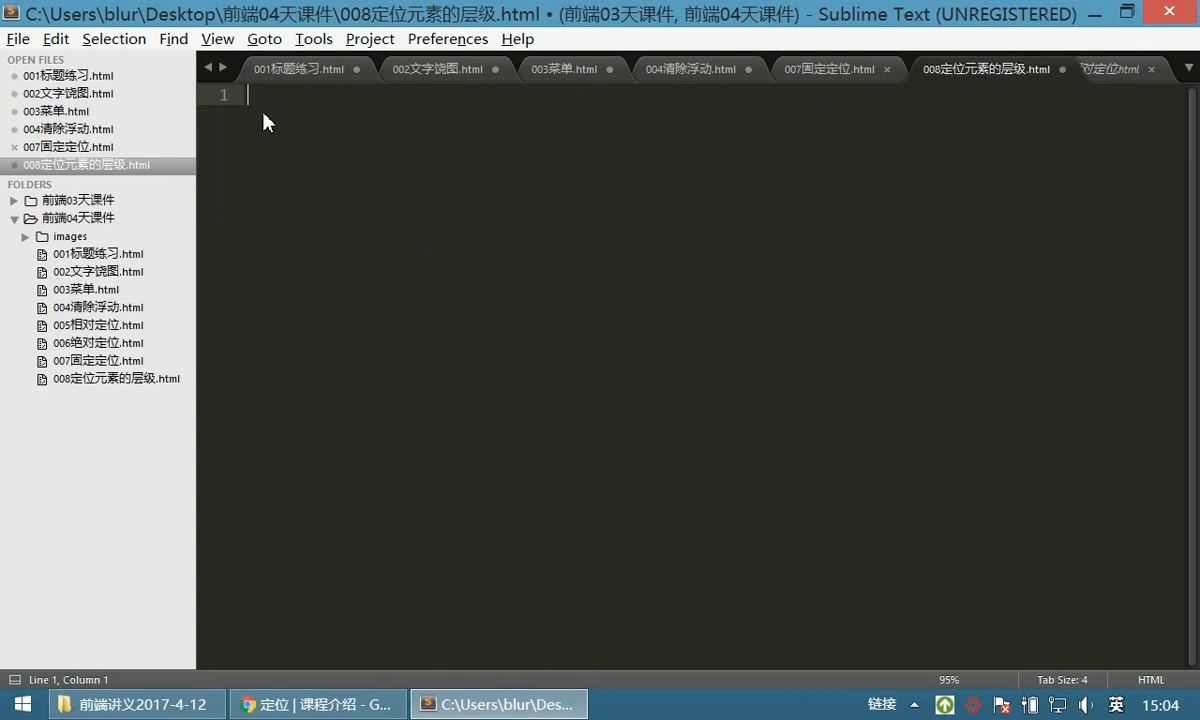 C:\Users\blur\Desktop\前端04天课件\008定位元素的层级.html • (前端03天课件, 前端04天课件) - Sublime Text (UNREGISTERED)
File Edit Selection Find View Goto Tools Project Preferences Help
OPEN FILES
001标题练习.html
002文字饶图.html
003菜单.html
004清除浮动.html
007固定定位.html
008定位元素的层级.html
FOLDERS
前端03天课件
前端04天课件
images
001标题练习.html
002文字饶图.html
003菜单.html
004清除浮动.html
005相对定位.html
006绝对定位.html
007固定定位.html
008定位元素的层级.html
001标题练习.html 002文字饶图.html 003菜单.html 004清除浮动.html 007固定定位.html 008定位元素的层级.html 对定位html
1
Line 1, Column 1 95% Tab Size: 4 HTML
前端讲义2017-4-12 定位 | 课程介绍 - G... C:\Users\blur\Des... 链接 英 15:04